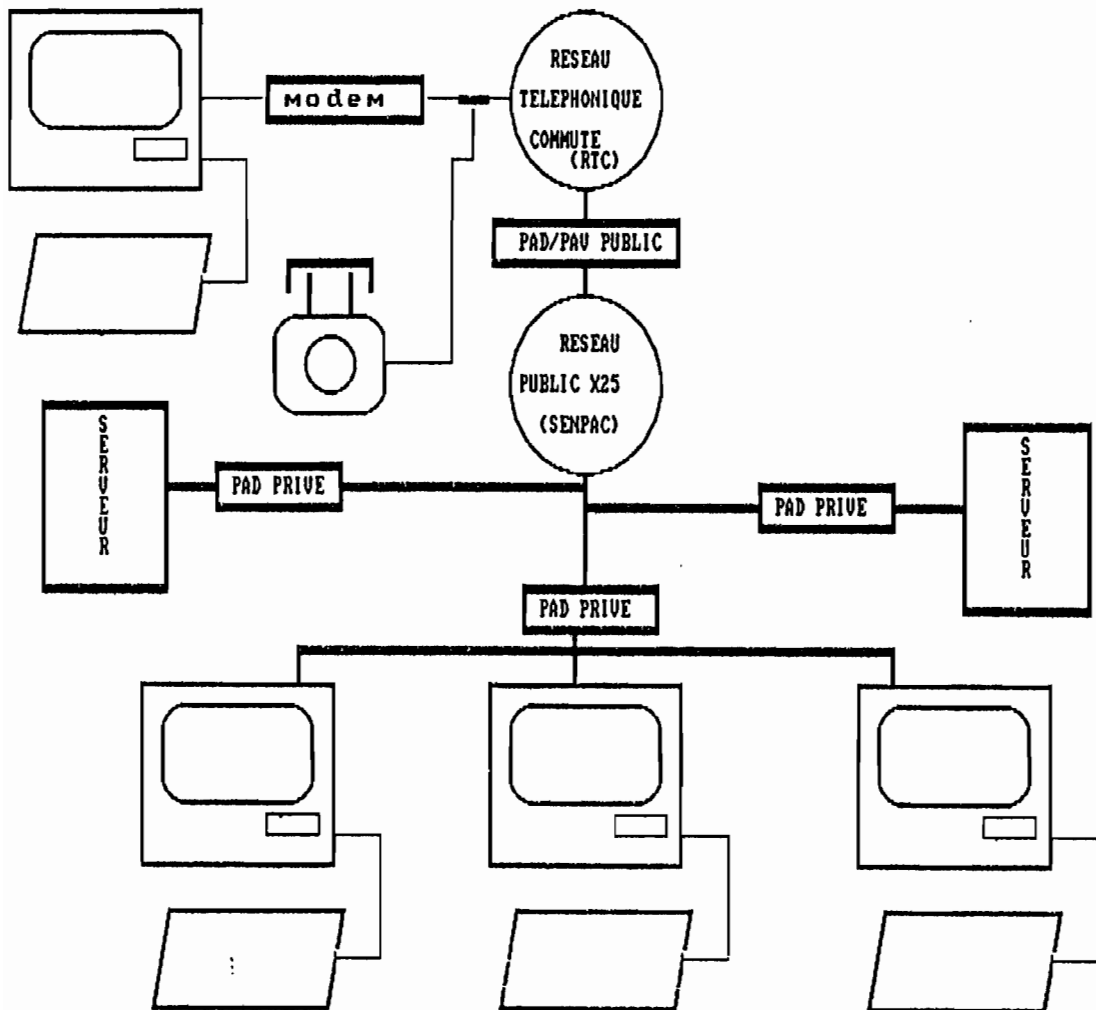 modem
RESEAU
TELEPHONIQUE
COMMUTE
(RTC)
PAD/PAV PUBLIC
RESEAU
PUBLIC X25
(SENPAC)
SERVEUR
PAD PRIVE
PAD PRIVE
SERVEUR
PAD PRIVE